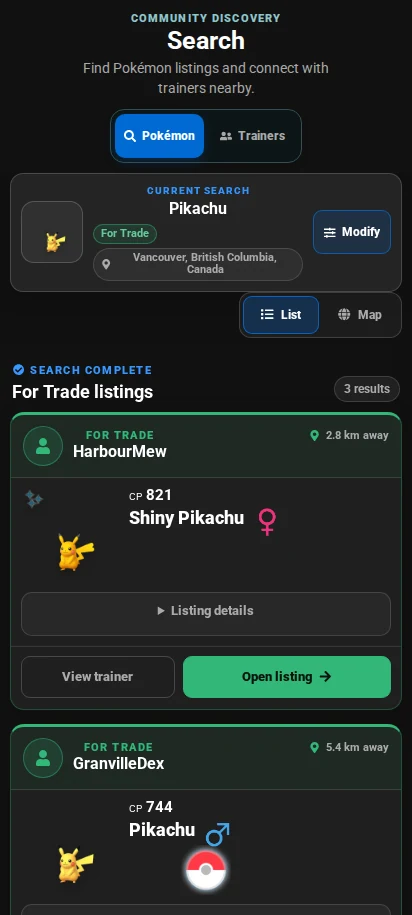 COMMUNITY DISCOVERY
Search
Find Pokémon listings and connect with
trainers nearby.
Pokémon
Trainers
CURRENT SEARCH
Pikachu
For Trade
Vancouver, British Columbia,
Canada
Modify
List
Map
SEARCH COMPLETE
For Trade listings
3 results
FOR TRADE
HarbourMew
2.8 km away
CP 821
Shiny Pikachu
Listing details
View trainer
Open listing
FOR TRADE
GranvilleDex
5.4 km away
CP 744
Pikachu